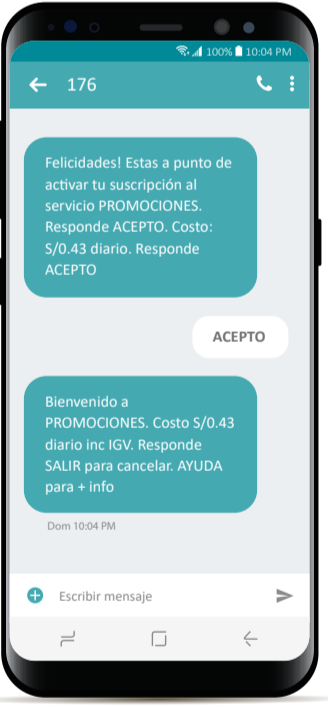 100% 10:04 PM
176
Felicidades! Estas a punto de
activar tu suscripción al
servicio PROMOCIONES.
Responde ACEPTO. Costo:
S/0.43 diario. Responde
ACEPTO
ACEPTO
Bienvenido a
PROMOCIONES. Costo S/0.43
diario inc IGV. Responde
SALIR para cancelar. AYUDA
para + info
Dom 10:04 PM
Escribir mensaje